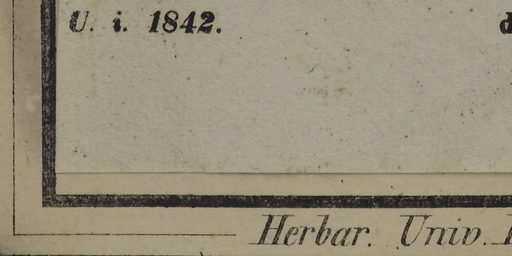 U. i. 1842.
Herbar. Univ.